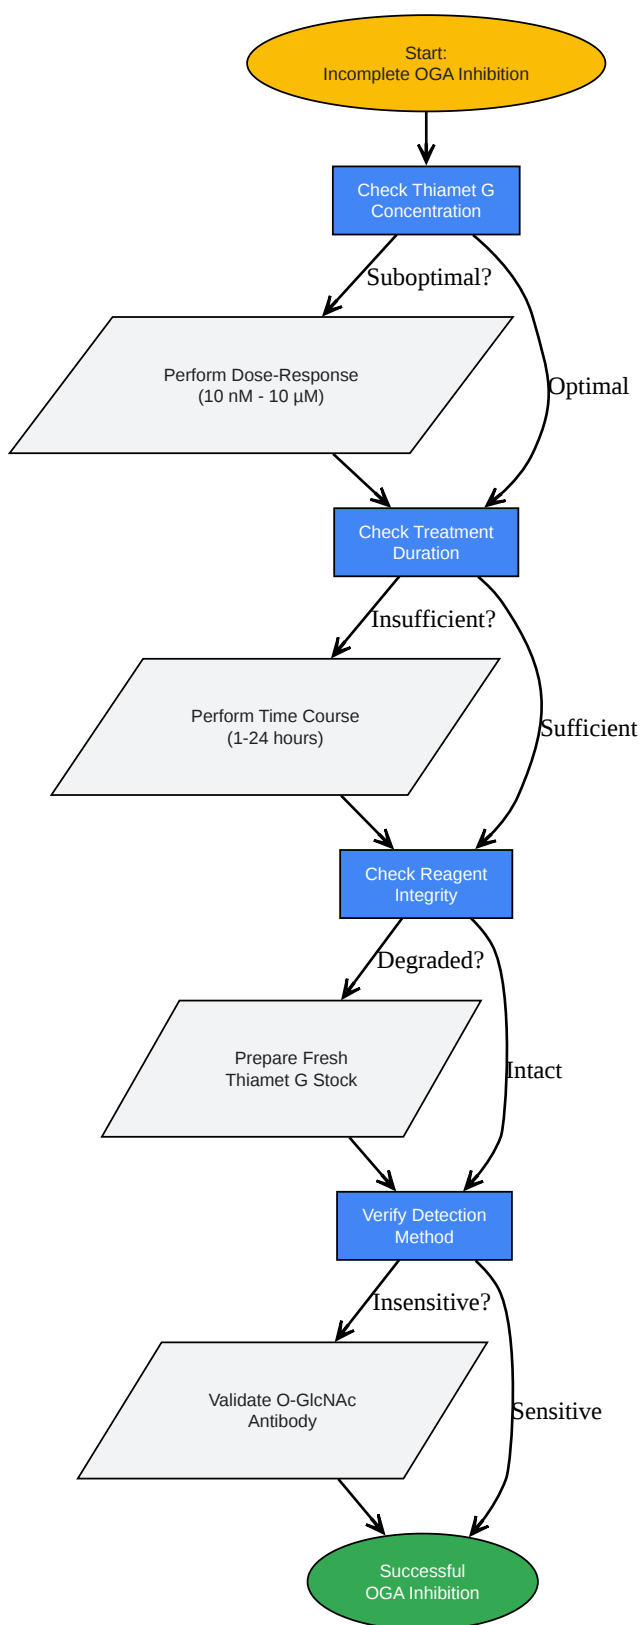 Start:
Incomplete OGA Inhibition
Check Thiamet G
Concentration
Suboptimal?
Optimal
Perform Dose-Response
(10 nM - 10 µM)
Check Treatment
Duration
Insufficient?
Sufficient
Perform Time Course
(1-24 hours)
Check Reagent
Integrity
Degraded?
Intact
Prepare Fresh
Thiamet G Stock
Verify Detection
Method
Insensitive?
Sensitive
Validate O-GlcNAc
Antibody
Successful
OGA Inhibition